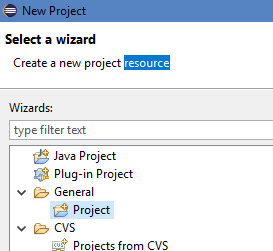 New Project
Select a wizard
Create a new project resource
Wizards:
type filter text
Java Project
Plug-in Project
General
Project
CVS
Projects from CVS